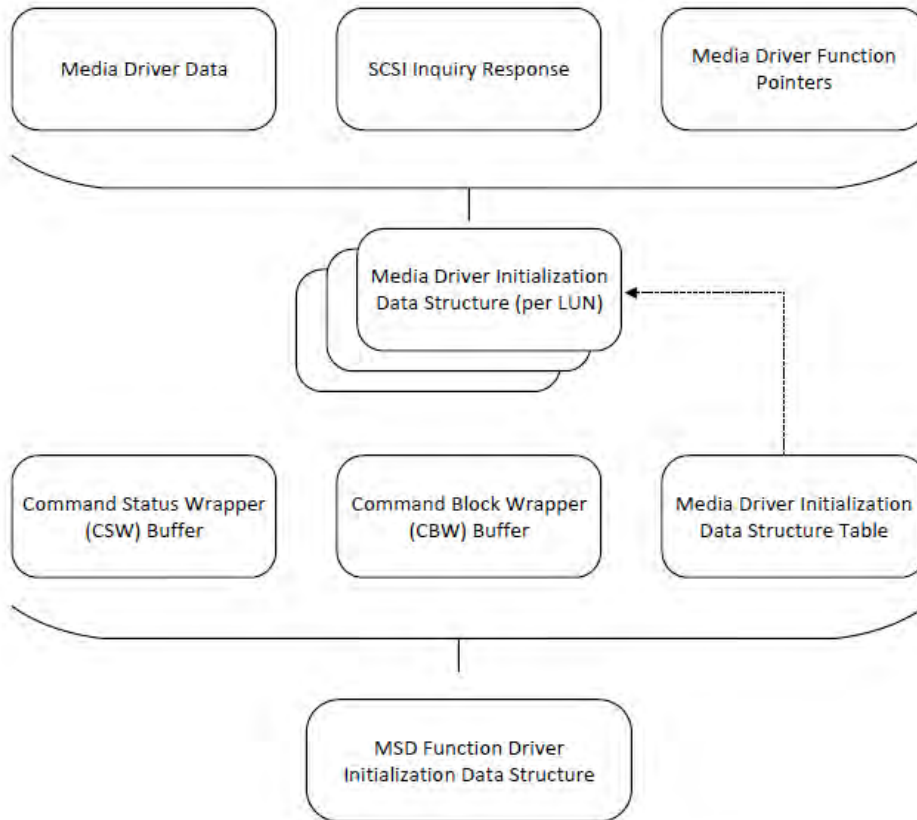 Media Driver Data
SCSI Inquiry Response
Media Driver Function
Pointers
Media Driver Initialization
Data Structure (per LUN)
Command Status Wrapper
(CSW) Buffer
Command Block Wrapper
(CBW) Buffer
Media Driver Initialization
Data Structure Table
MSD Function Driver
Initialization Data Structure